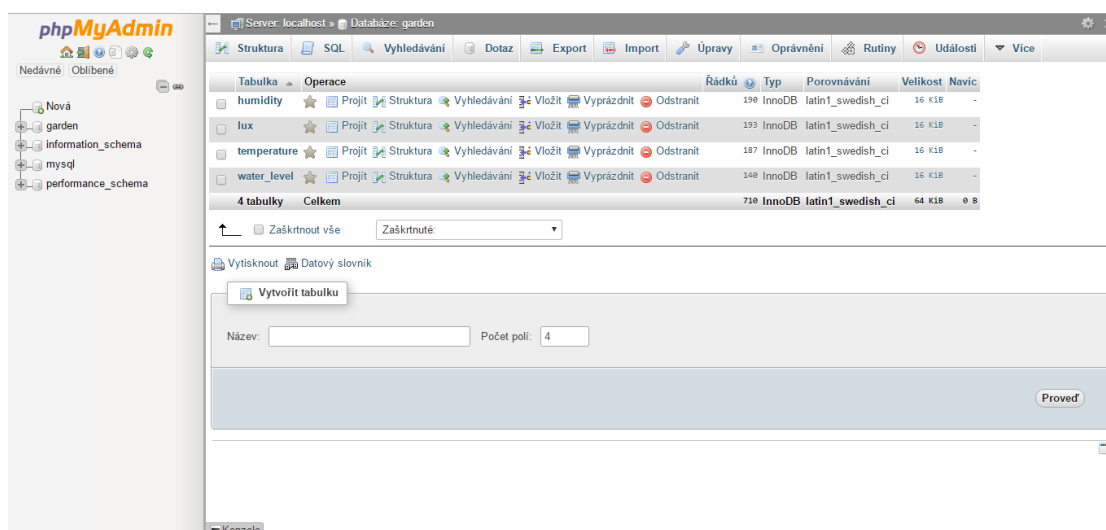 phpMyAdmin
Nedávné Oblíbené
Nová
garden
information_schema
mysql
performance_schema
Server: localhost » Databáze: garden
Struktura SQL Vyhledávání Dotaz Export Import Úpravy Oprávnění Rutiny Události Více
Tabulka Operace Řádků Typ Porovnávání Velikost Navíc
humidity Projít Struktura Vyhledávání Vložit Vyprázdnit Odstranit 190 InnoDB latin1_swedish_ci 16 KiB -
lux Projít Struktura Vyhledávání Vložit Vyprázdnit Odstranit 193 InnoDB latin1_swedish_ci 16 KiB -
temperature Projít Struktura Vyhledávání Vložit Vyprázdnit Odstranit 187 InnoDB latin1_swedish_ci 16 KiB -
water_level Projít Struktura Vyhledávání Vložit Vyprázdnit Odstranit 140 InnoDB latin1_swedish_ci 16 KiB -
4 tabulky Celkem 710 InnoDB latin1_swedish_ci 64 KiB 0 B
Zaškrtnout vše Zaškrtnuté:
Vytisknout Datový slovník
Vytvořit tabulku
Název: Počet polí: 4
Proveď
Konzole